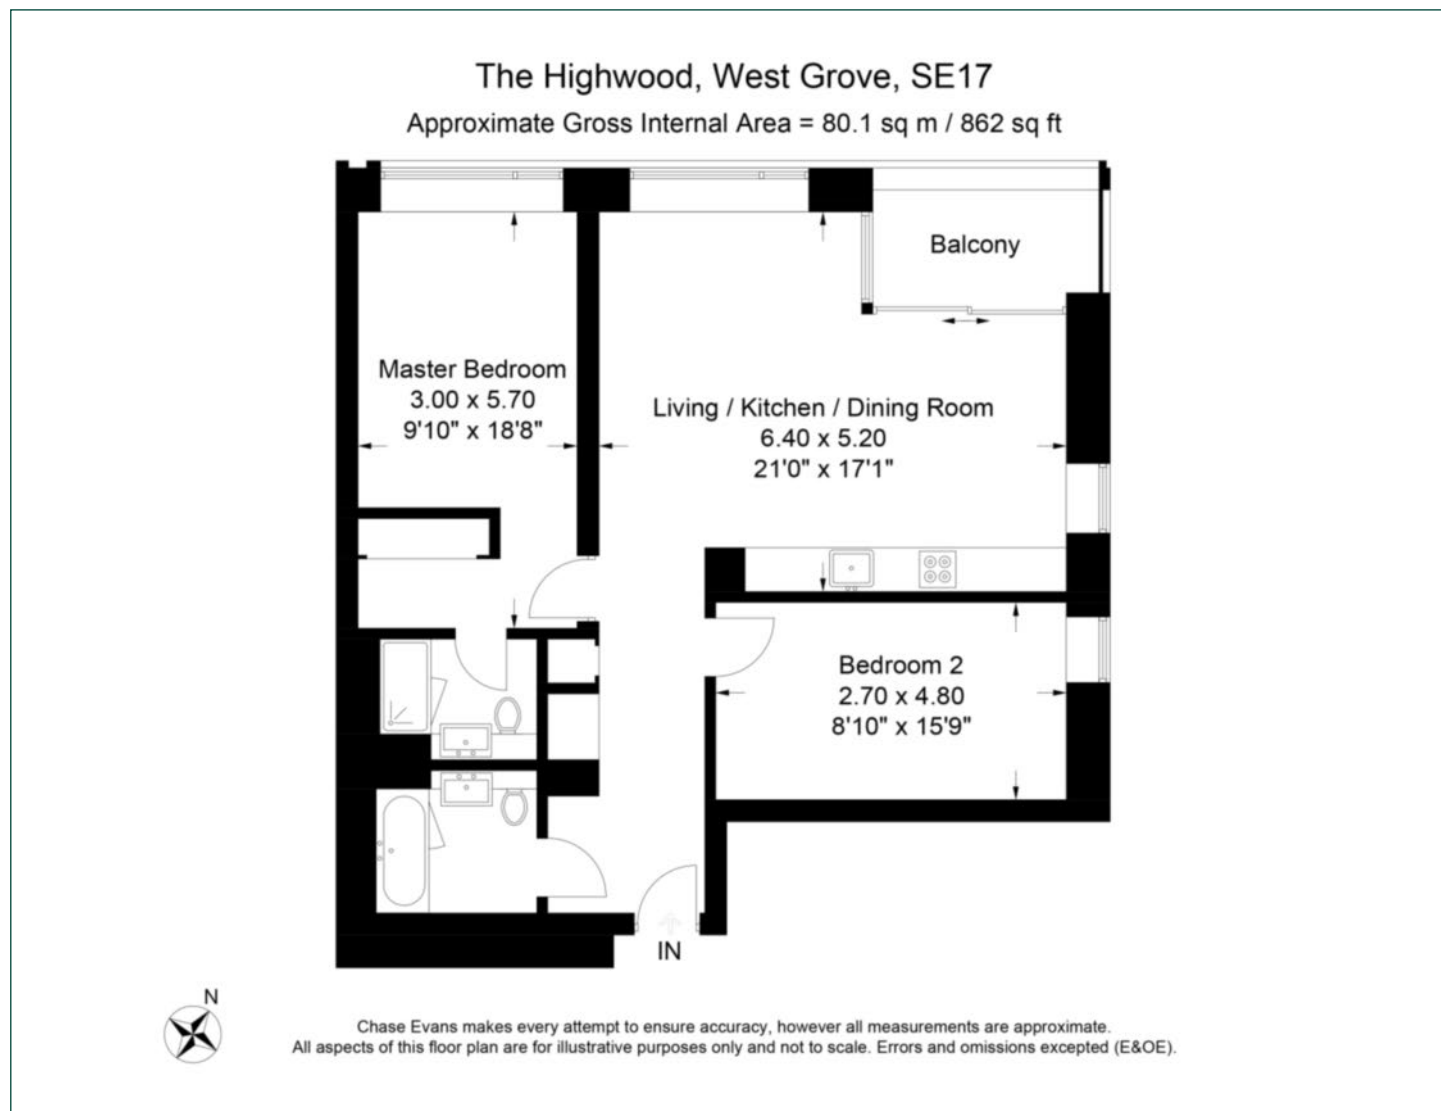 The Highwood, West Grove, SE17
Approximate Gross Internal Area = 80.1 sq m / 862 sq ft
Balcony
Master Bedroom
3.00 x 5.70
9'10" x 18'8"
Living / Kitchen / Dining Room
6.40 x 5.20
21'0" x 17'1"
Bedroom 2
2.70 x 4.80
8'10" x 15'9"
IN
N
Chase Evans makes every attempt to ensure accuracy, however all measurements are approximate.
All aspects of this floor plan are for illustrative purposes only and not to scale. Errors and omissions excepted (E&OE).